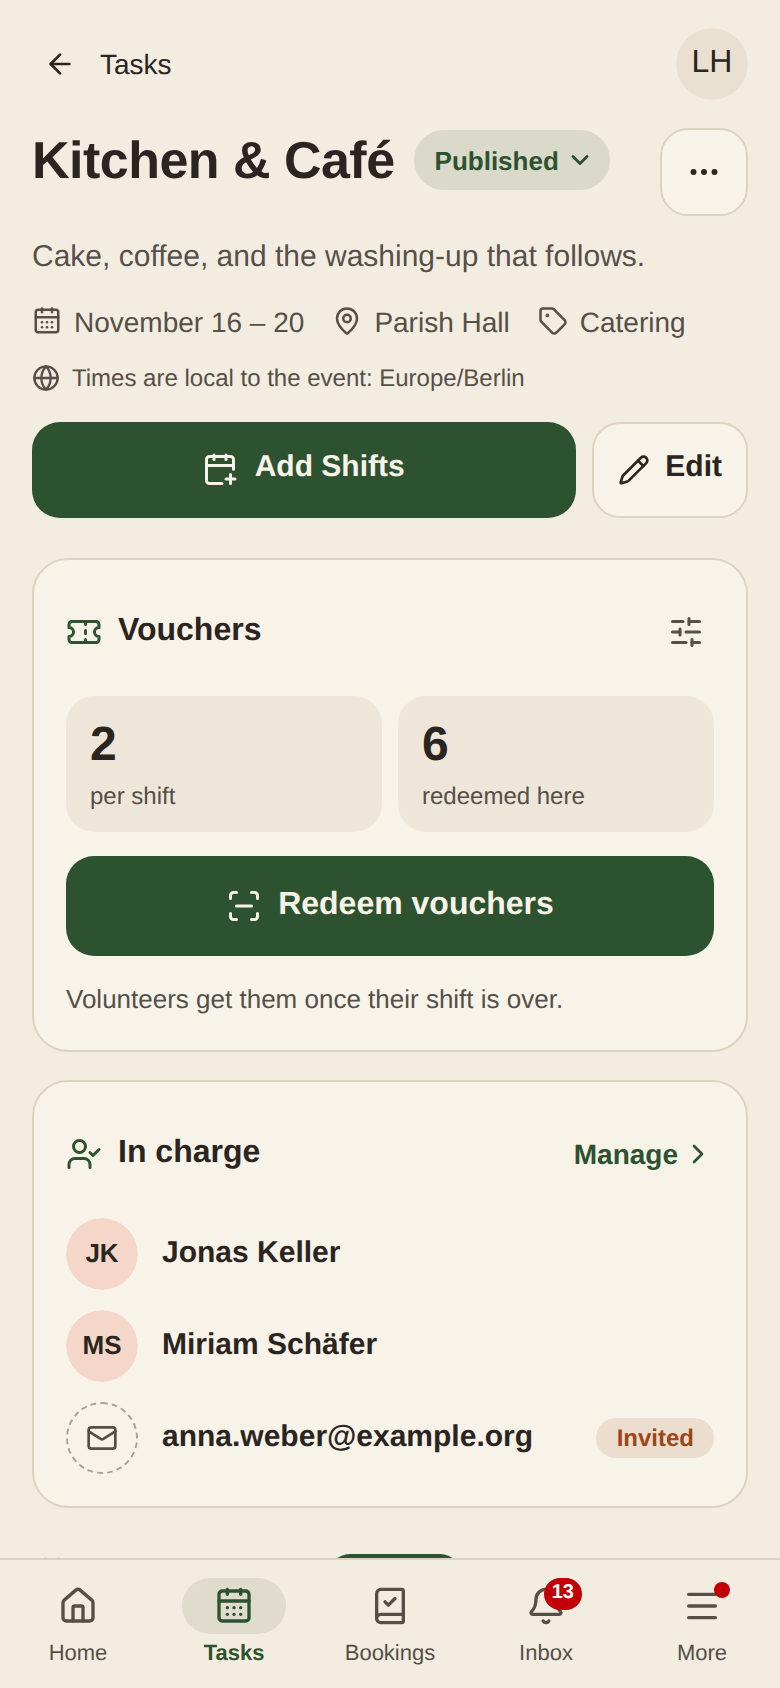 Tasks
LH
Kitchen & Café
Published
Cake, coffee, and the washing-up that follows.
November 16 – 20
Parish Hall
Catering
Times are local to the event: Europe/Berlin
Add Shifts
Edit
Vouchers
2
per shift
6
redeemed here
Redeem vouchers
Volunteers get them once their shift is over.
In charge
Manage
JK
Jonas Keller
MS
Miriam Schäfer
anna.weber@example.org
Invited
13
Home
Tasks
Bookings
Inbox
More